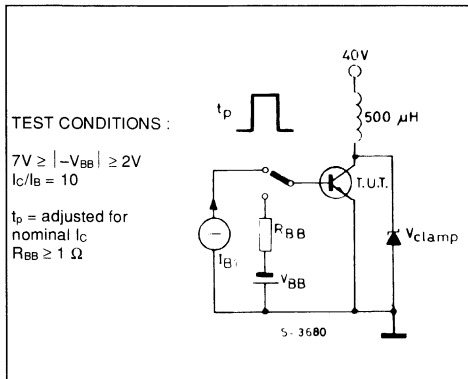 TEST CONDITIONS :
7V ≥ |-VBB| ≥ 2V
IC/IB = 10
tp = adjusted for
nominal IC
RBB ≥ 1 Ω
40V
500 μH
tp
T.U.T.
RBB
Vclamp
IB
VBB
S-3680